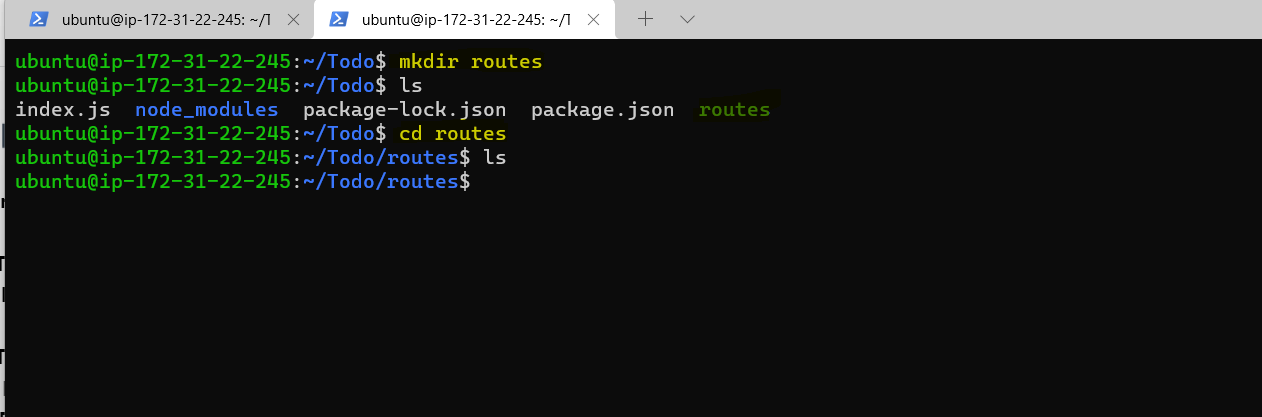 ubuntu@ip-172-31-22-245: ~/T
ubuntu@ip-172-31-22-245: ~/T
ubuntu@ip-172-31-22-245:~/Todo$ mkdir routes
ubuntu@ip-172-31-22-245:~/Todo$ ls
index.js node_modules package-lock.json package.json routes
ubuntu@ip-172-31-22-245:~/Todo$ cd routes
ubuntu@ip-172-31-22-245:~/Todo/routes$ ls
ubuntu@ip-172-31-22-245:~/Todo/routes$